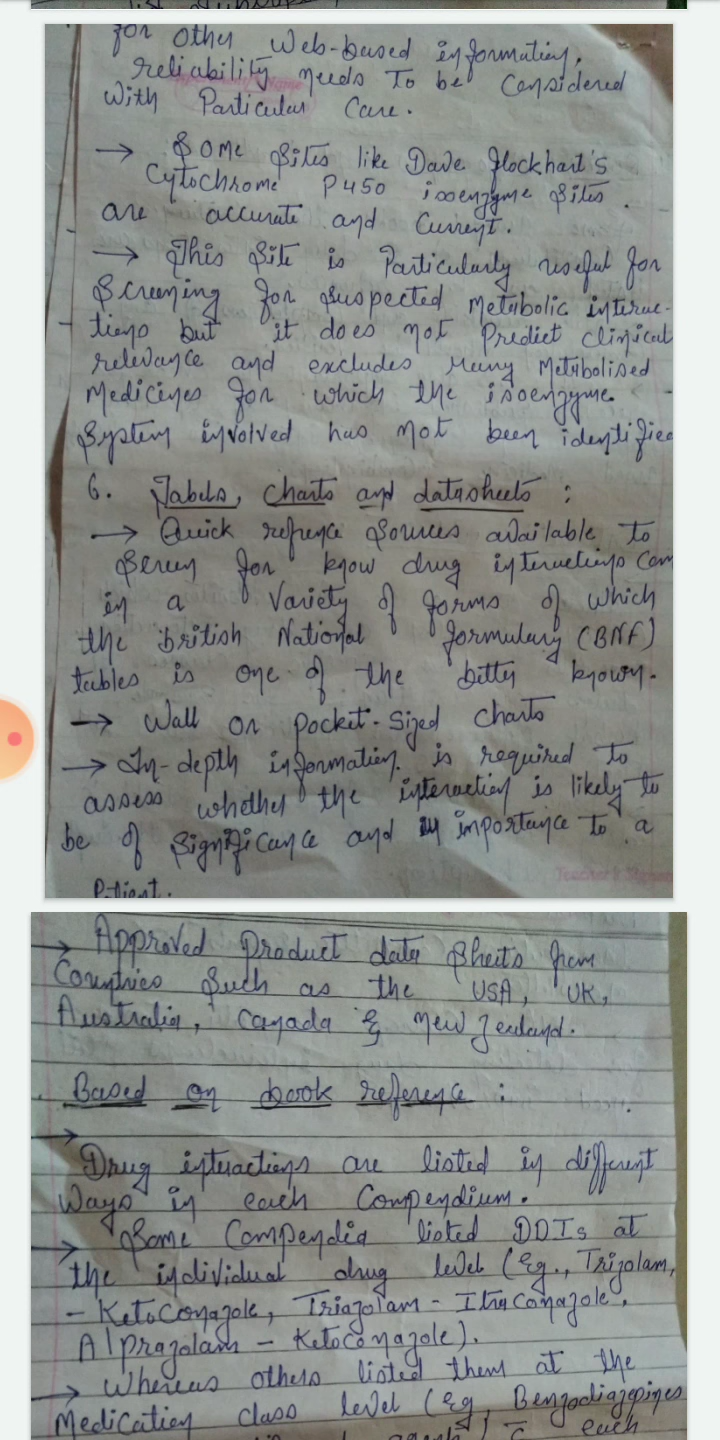 for other Web-based information,
reliability needs to be considered
with Particular Care.
→ Some Sites like Dave flockhart's
Cytochrome P450 isoenzyme Sites.
are accurate and Current.
→ This Site is Particularly useful for
Screening for Suspected Metabolic interac-
tions but it does not Predict clinical
relevance and excludes many Metabolised
Medicines for which the isoenzyme
System involved has not been identified
6. Tabels, charts and datasheets :
→ Quick refrence Sources available to
Screen for know drug interactions com
in a Variety of forms of which
the british National formulary (BNF)
tables is one of the better known.
→ Wall or pocket-Sized charts
→ In-depth information. is required to
assess whether the interaction is likely to
be of Significance and importance to a
Patient.
→ Approved Product data Sheets from
Countries Such as the USA, UK,
Australia, Canada & New Zealand.
Based on book reference :
→
Drug interactions are listed in different
Ways in each Compendium.
→ Some Compendia listed DDIs at
the individual drug level (Eg., Trizolam,
- Ketoconazole, Triazolam - Itraconazole,
Alprazolam - Ketoconazole).
→ Whereas others listed them at the
Medication class level (Eg, Benzodiazepines
each